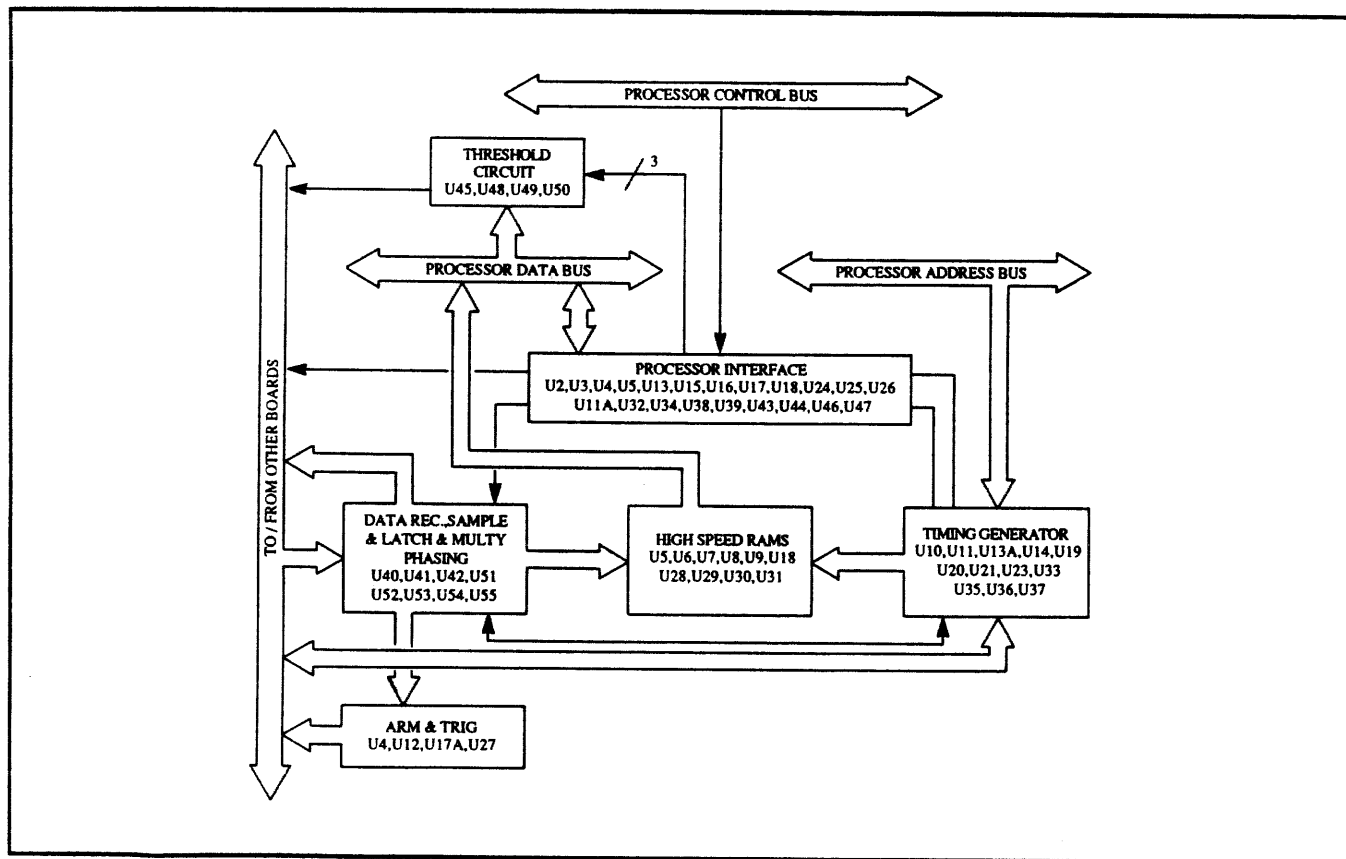 PROCESSOR CONTROL BUS
THRESHOLD
CIRCUIT
U45,U48,U49,U50
3
PROCESSOR DATA BUS
PROCESSOR ADDRESS BUS
TO / FROM OTHER BOARDS
PROCESSOR INTERFACE
U2,U3,U4,U5,U13,U15,U16,U17,U18,U24,U25,U26
U11A,U32,U34,U38,U39,U43,U44,U46,U47
DATA REC.,SAMPLE
& LATCH & MULTY
PHASING
U40,U41,U42,U51
U52,U53,U54,U55
HIGH SPEED RAMS
U5,U6,U7,U8,U9,U18
U28,U29,U30,U31
TIMING GENERATOR
U10,U11,U13A,U14,U19
U20,U21,U23,U33
U35,U36,U37
ARM & TRIG
U4,U12,U17A,U27